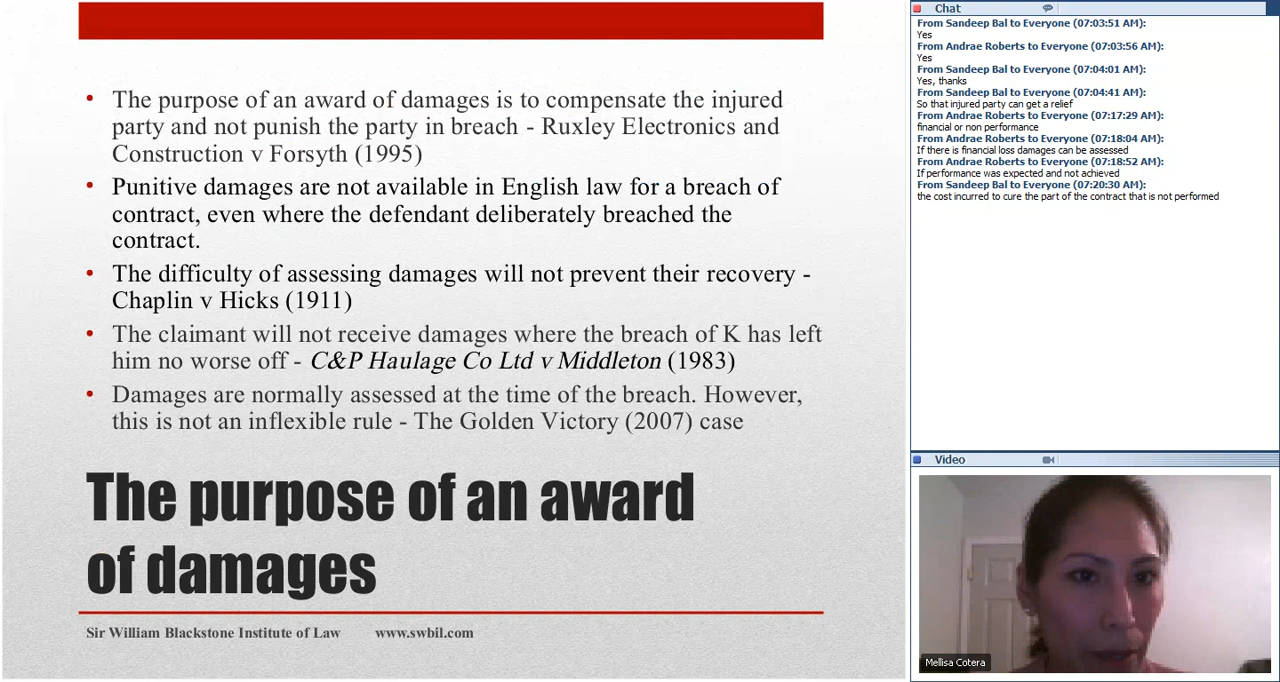 The purpose of an award of damages is to compensate the injured
party and not punish the party in breach - Ruxley Electronics and
Construction v Forsyth (1995)
Punitive damages are not available in English law for a breach of
contract, even where the defendant deliberately breached the
contract.
The difficulty of assessing damages will not prevent their recovery -
Chaplin v Hicks (1911)
The claimant will not receive damages where the breach of K has left
him no worse off - C&P Haulage Co Ltd v Middleton (1983)
Damages are normally assessed at the time of the breach. However,
this is not an inflexible rule - The Golden Victory (2007) case
The purpose of an award
of damages
Sir William Blackstone Institute of Law www.swbil.com
Chat
From Sandeep Bal to Everyone (07:03:51 AM):
Yes
From Andrae Roberts to Everyone (07:03:56 AM):
Yes
From Sandeep Bal to Everyone (07:04:01 AM):
Yes, thanks
From Sandeep Bal to Everyone (07:04:41 AM):
So that injured party can get a relief
From Andrae Roberts to Everyone (07:17:29 AM):
financial or non performance
From Andrae Roberts to Everyone (07:18:04 AM):
If there is financial loss damages can be assessed
From Andrae Roberts to Everyone (07:18:52 AM):
If performance was expected and not achieved
From Sandeep Bal to Everyone (07:20:30 AM):
the cost incurred to cure the part of the contract that is not performed
Video
Mellisa Cotera